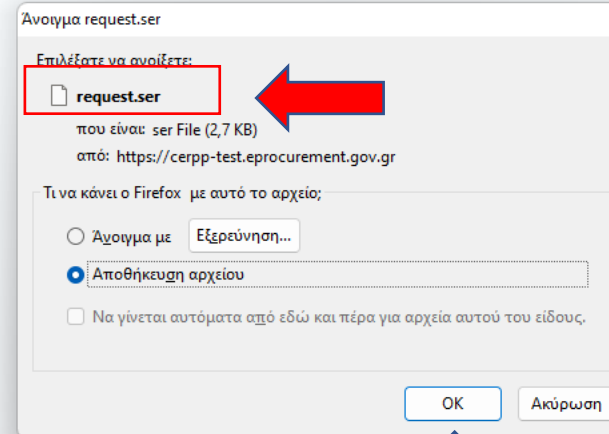 Άνοιγμα request.ser
Επιλέξατε να ανοίξετε:
request.ser
που είναι: ser File (2,7 KB)
από: https://cerpp-test.eprocurement.gov.gr
Τι να κάνει ο Firefox με αυτό το αρχείο;
Άνοιγμα με Εξερεύνηση...
Αποθήκευση αρχείου
Να γίνεται αυτόματα από εδώ και πέρα για αρχεία αυτού του είδους.
OK Ακύρωση